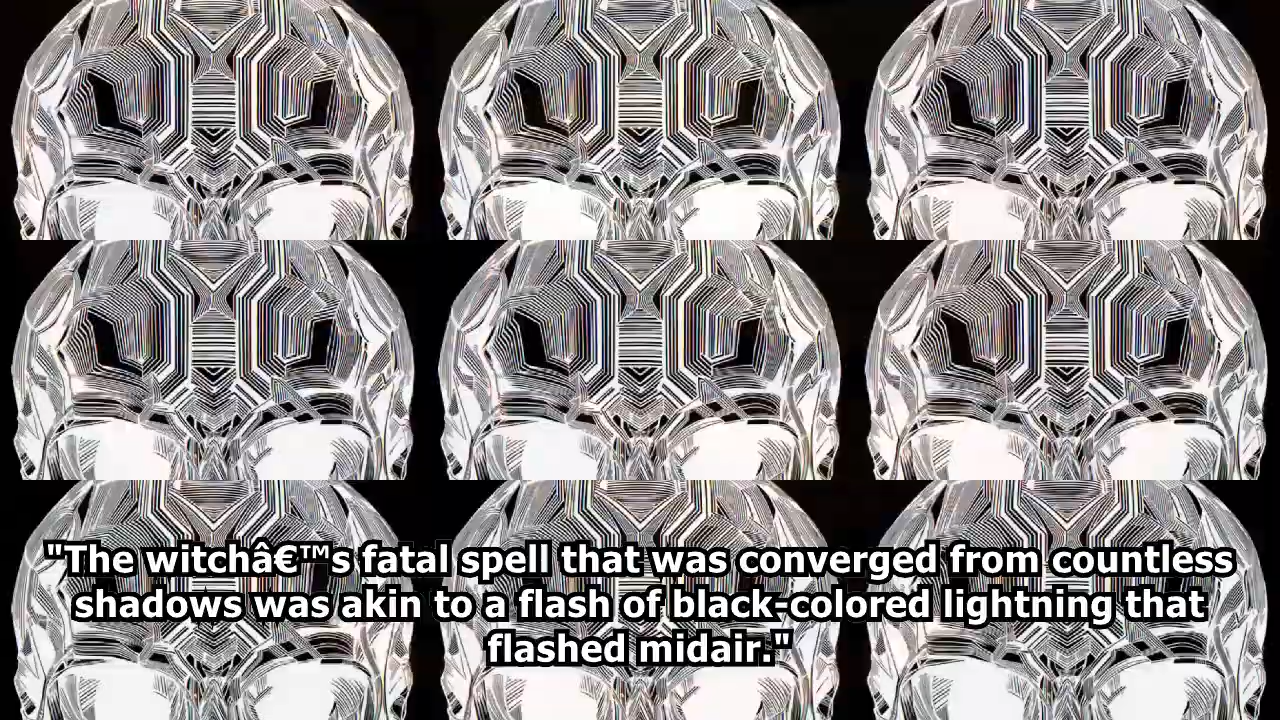 "The witchâ€™s fatal spell that was converged from countless
shadows was akin to a flash of black-colored lightning that
flashed midair."